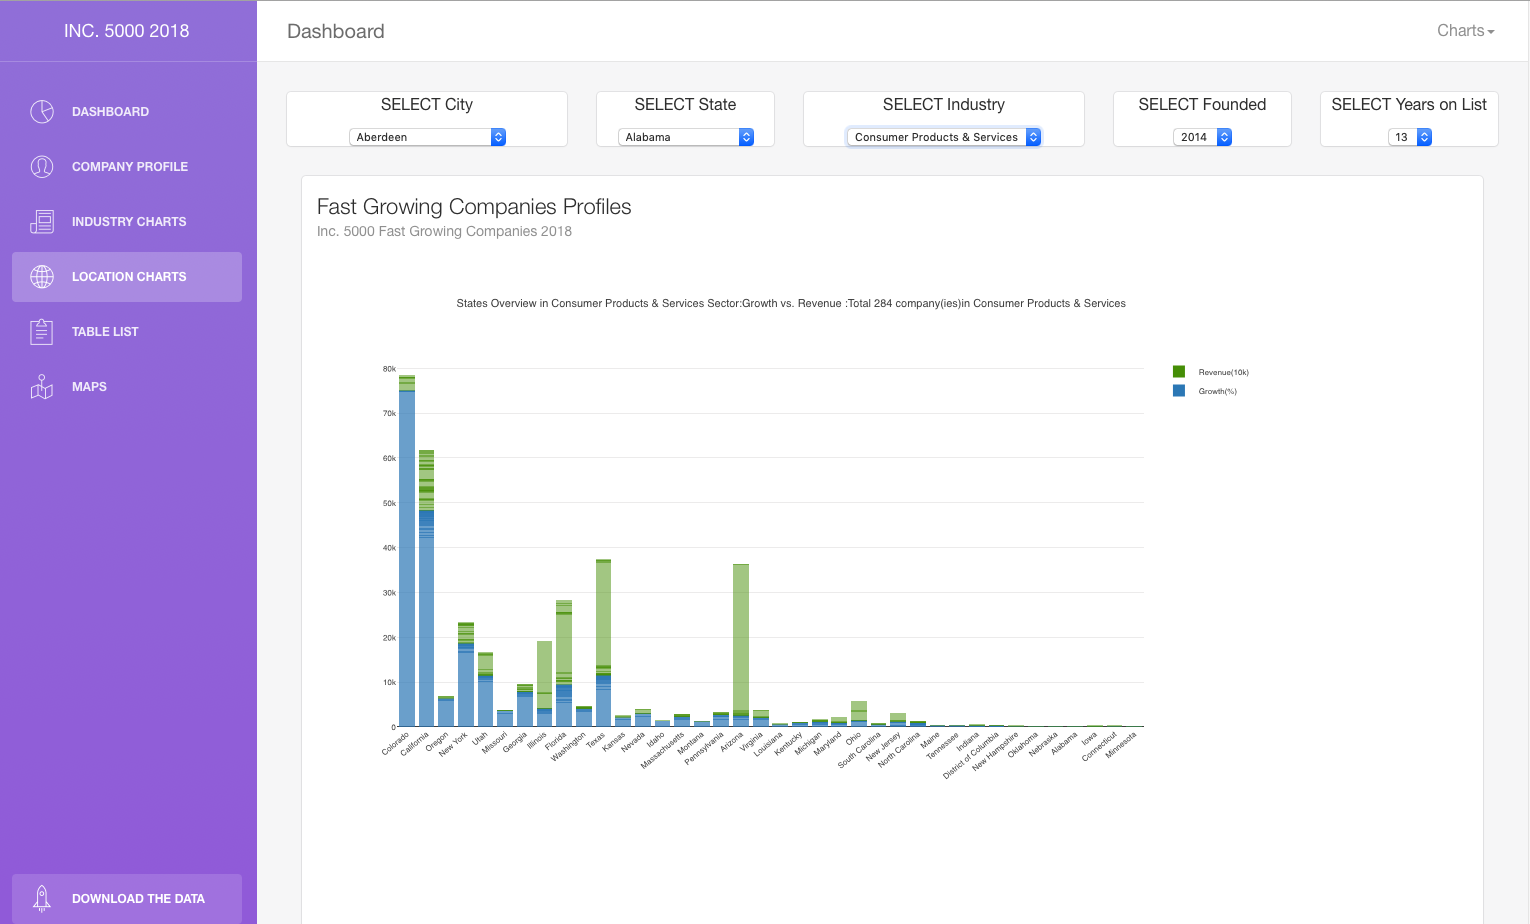 INC. 5000 2018
Dashboard
Charts
DASHBOARD
COMPANY PROFILE
INDUSTRY CHARTS
LOCATION CHARTS
TABLE LIST
MAPS
DOWNLOAD THE DATA
SELECT City
Aberdeen
SELECT State
Alabama
SELECT Industry
Consumer Products & Services
SELECT Founded
2014
SELECT Years on List
13
Fast Growing Companies Profiles
Inc. 5000 Fast Growing Companies 2018
States Overview in Consumer Products & Services Sector:Growth vs. Revenue :Total 284 company(ies)in Consumer Products & Services
80k
70k
60k
50k
40k
30k
20k
10k
0
Revenue(10k)
Growth(%)
Colorado
California
Oregon
New York
Utah
Missouri
Georgia
Illinois
Florida
Washington
Texas
Kansas
Nevada
Idaho
Massachusetts
Montana
Pennsylvania
Arizona
Virginia
Louisiana
Kentucky
Michigan
Maryland
Ohio
South Carolina
New Jersey
North Carolina
Maine
Tennessee
Indiana
District of Columbia
New Hampshire
Oklahoma
Nebraska
Alabama
Iowa
Connecticut
Minnesota